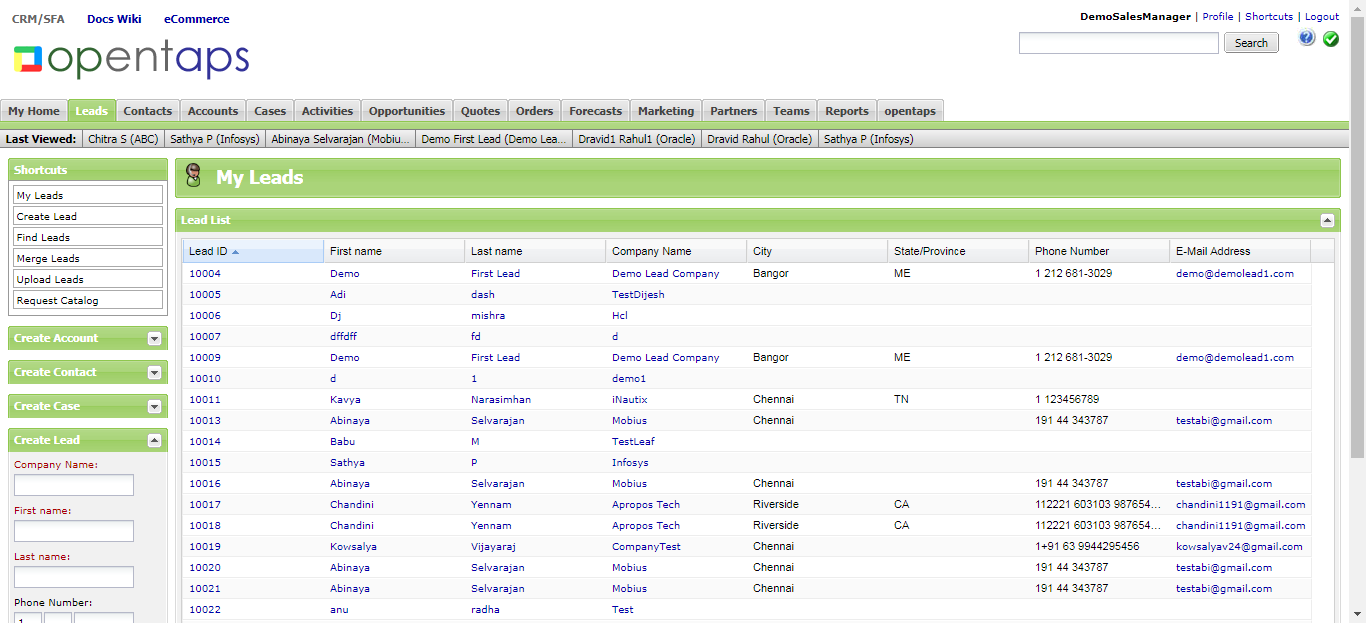 CRM/SFA Docs Wiki eCommerce
DemoSalesManager | Profile | Shortcuts | Logout
opentaps
Search
My Home Leads Contacts Accounts Cases Activities Opportunities Quotes Orders Forecasts Marketing Partners Teams Reports opentaps
Last Viewed: Chitra S (ABC) Sathya P (Infosys) Abinaya Selvarajan (Mobiu... Demo First Lead (Demo Lea... Dravid1 Rahul1 (Oracle) Dravid Rahul (Oracle) Sathya P (Infosys)
Shortcuts
My Leads
Create Lead
Find Leads
Merge Leads
Upload Leads
Request Catalog
Create Account
Create Contact
Create Case
Create Lead
Company Name:
First name:
Last name:
Phone Number:
1
My Leads
Lead List
Lead ID First name Last name Company Name City State/Province Phone Number E-Mail Address
10004 Demo First Lead Demo Lead Company Bangor ME 1 212 681-3029 demo@demolead1.com
10005 Adi dash TestDijesh
10006 Dj mishra Hcl
10007 dffdff fd d
10009 Demo First Lead Demo Lead Company Bangor ME 1 212 681-3029 demo@demolead1.com
10010 d 1 demo1
10011 Kavya Narasimhan iNautix Chennai TN 1 123456789
10013 Abinaya Selvarajan Mobius Chennai 191 44 343787 testabi@gmail.com
10014 Babu M TestLeaf
10015 Sathya P Infosys
10016 Abinaya Selvarajan Mobius Chennai 191 44 343787 testabi@gmail.com
10017 Chandini Yennam Apropos Tech Riverside CA 112221 603103 987654... chandini1191@gmail.com
10018 Chandini Yennam Apropos Tech Riverside CA 112221 603103 987654... chandini1191@gmail.com
10019 Kowsalya Vijayaraj CompanyTest Chennai 1+91 63 9944295456 kowsalyav24@gmail.com
10020 Abinaya Selvarajan Mobius Chennai 191 44 343787 testabi@gmail.com
10021 Abinaya Selvarajan Mobius Chennai 191 44 343787 testabi@gmail.com
10022 anu radha Test